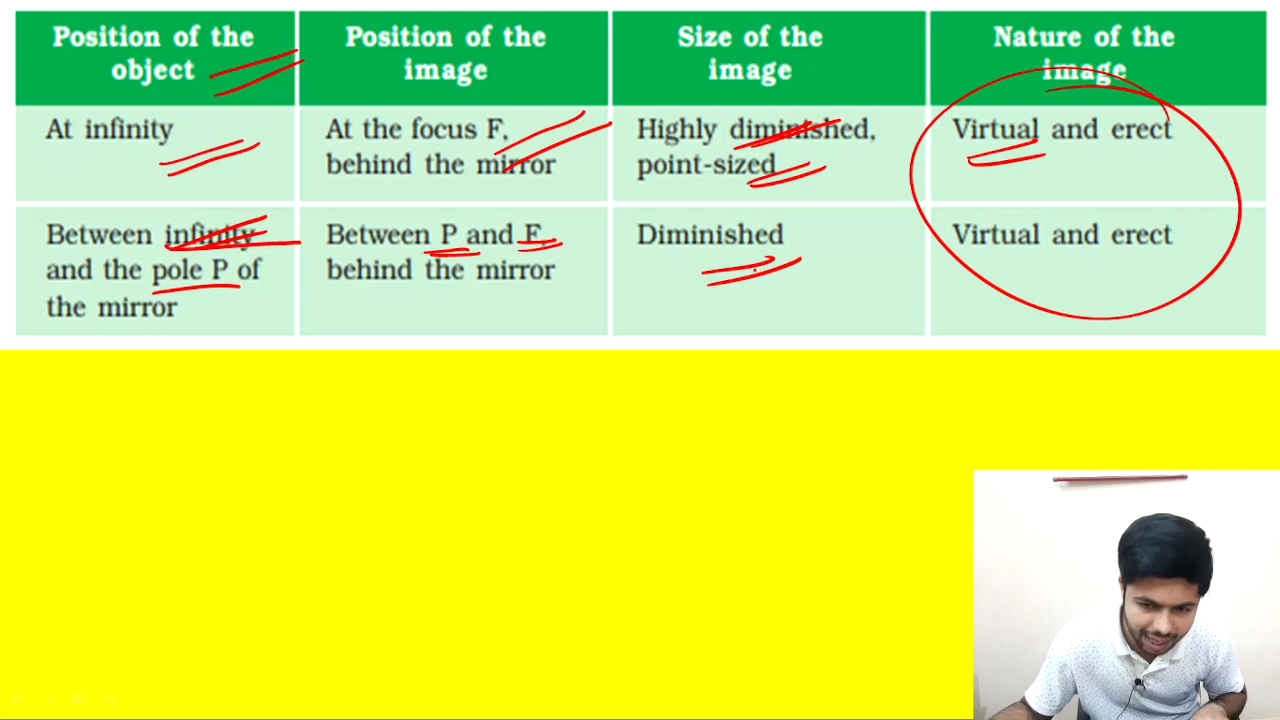 Position of the
object
Position of the
image
Size of the
image
Nature of the
image
At infinity
At the focus F,
behind the mirror
Highly diminished,
point-sized
Virtual and erect
Between infinity
and the pole P of
the mirror
Between P and F,
behind the mirror
Diminished
Virtual and erect